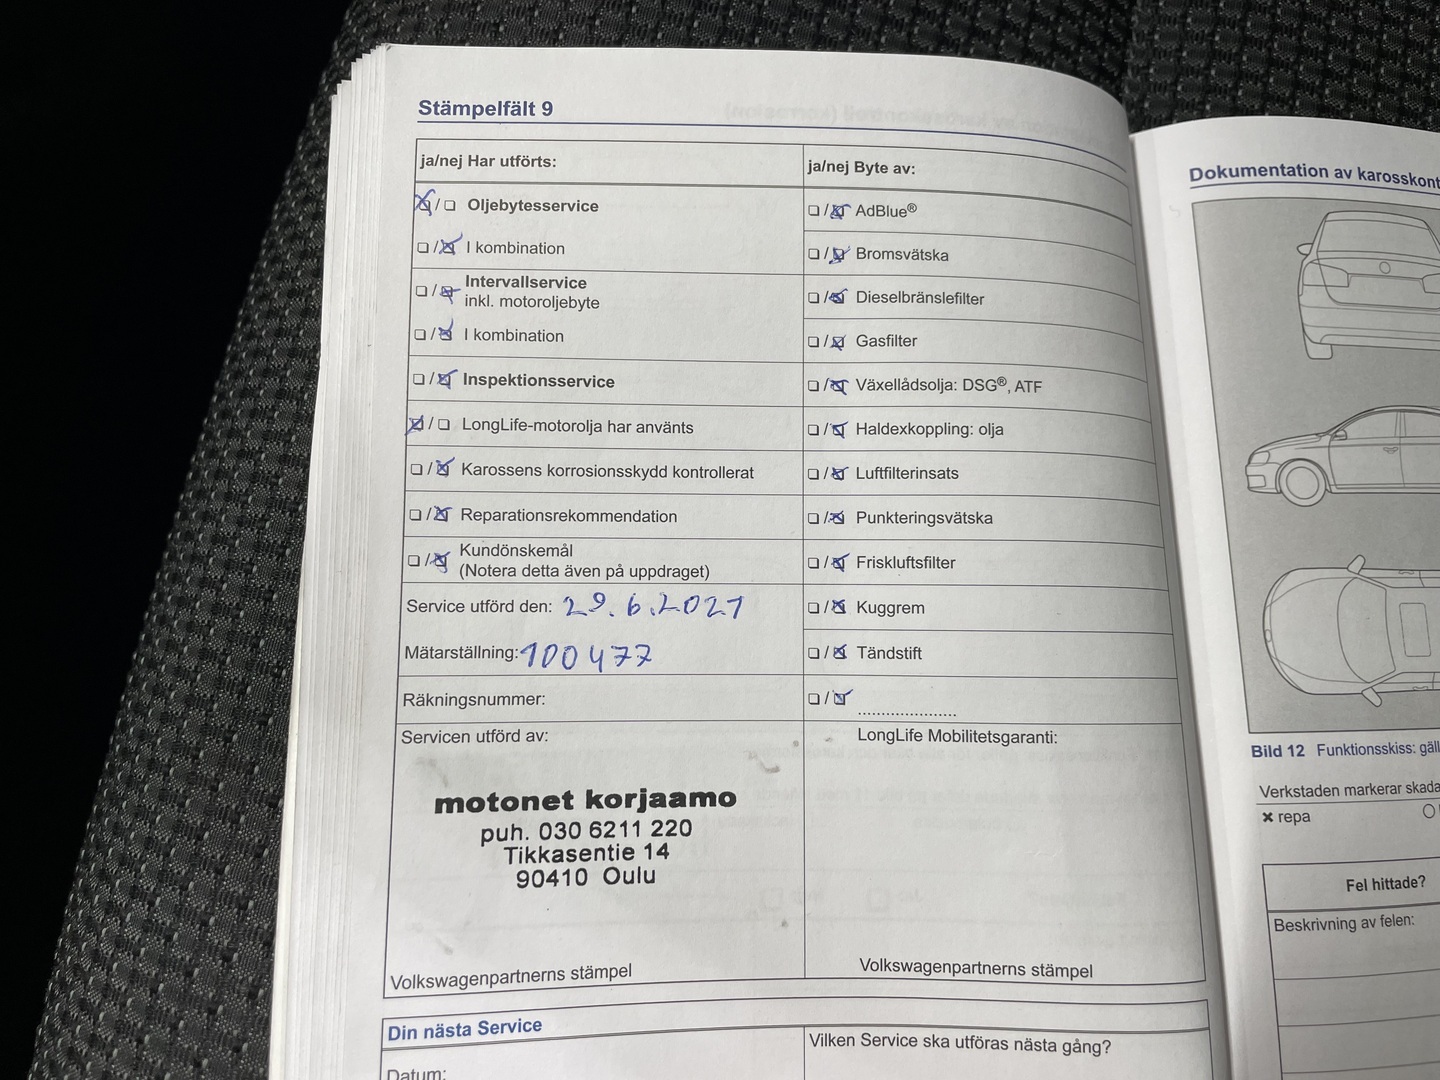 Stämpelfält 9
ja/nej Har utförts:
Oljebytesservice
I kombination
Intervallservice
inkl. motoroljebyte
I kombination
Inspektionsservice
LongLife-motorolja har använts
Karossens korrosionsskydd kontrollerat
Reparationsrekommendation
Kundönskemål
(Notera detta även på uppdraget)
Service utförd den: 29.6.2021
Mätarställning: 100477
Räkningsnummer:
Servicen utförd av:
motonet korjaamo
puh. 030 6211 220
Tikkasentie 14
90410 Oulu
Volkswagenpartnerns stämpel
ja/nej Byte av:
AdBlue®
Bromsvätska
Dieselbränslefilter
Gasfilter
Växellådsolja: DSG®, ATF
Haldexkoppling: olja
Luftfilterinsats
Punkteringsvätska
Friskluftsfilter
Kuggrem
Tändstift
....................
LongLife Mobilitetsgaranti:
Volkswagenpartnerns stämpel
Din nästa Service
Datum:
Vilken Service ska utföras nästa gång?
Dokumentation av karosskont
Bild 12 Funktionsskiss: gäll
Verkstaden markerar skada
x repa
Fel hittade?
Beskrivning av felen: